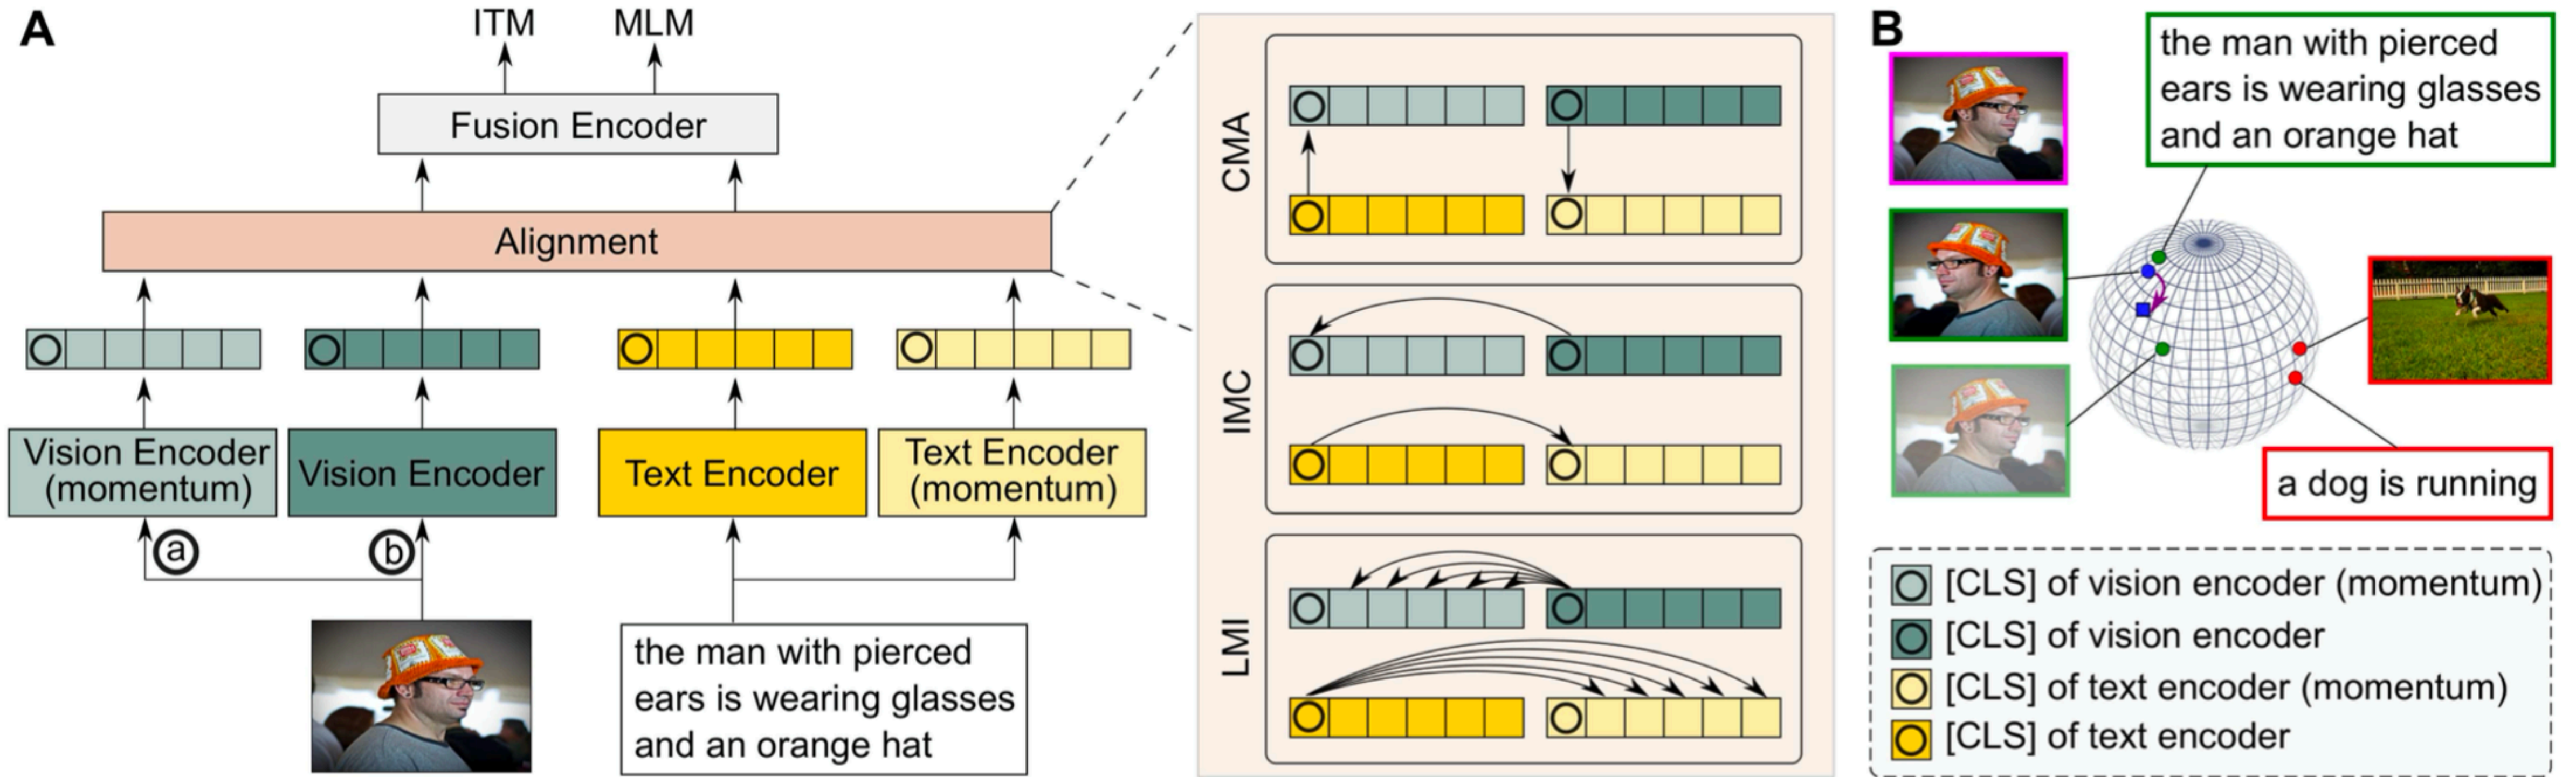 A
ITM
MLM
Fusion Encoder
Alignment
Vision Encoder
(momentum)
Vision Encoder
Text Encoder
Text Encoder
(momentum)
a
b
the man with pierced
ears is wearing glasses
and an orange hat
CMA
IMC
LMI
B
the man with pierced
ears is wearing glasses
and an orange hat
a dog is running
[CLS] of vision encoder (momentum)
[CLS] of vision encoder
[CLS] of text encoder (momentum)
[CLS] of text encoder